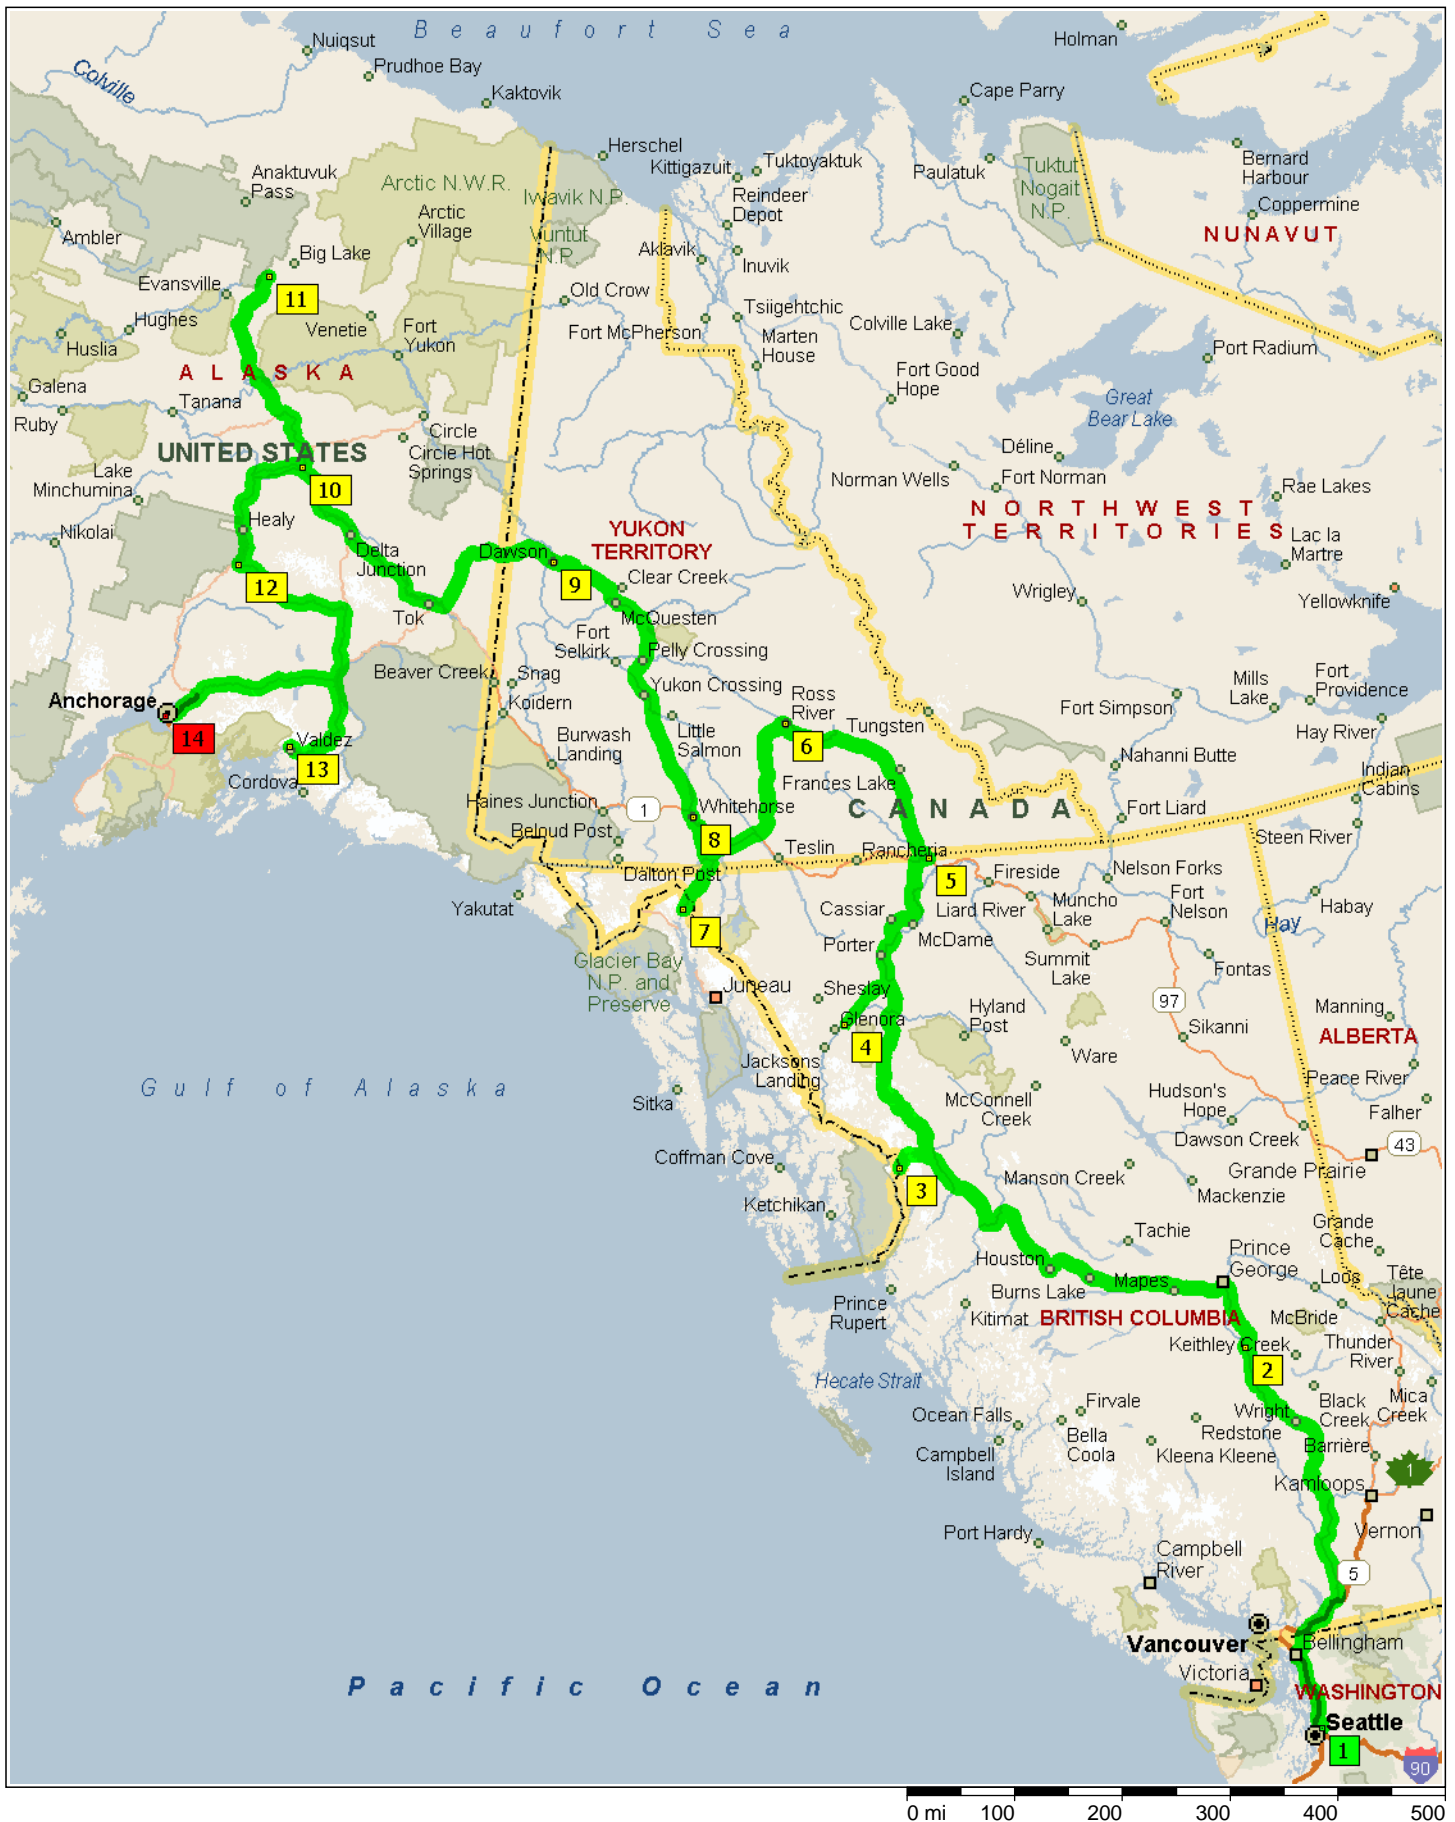 Beaufort Sea
Nuiqsut
Holman
Prudhoe Bay
Colville
Kaktovik
Cape Parry
Herschel
Kittigazuit
Tuktoyaktuk
Paulatuk
Tuktut
Nogait
N.P.
Bernard
Harbour
Anaktuvuk
Pass
Arctic N.W.R.
Ivvavik N.P.
Reindeer
Depot
Coppermine
NUNAVUT
Ambler
Arctic
Village
Vuntut
N.P.
Aklavik
Inuvik
Big Lake
Evansville
11
Old Crow
Tsiigehtchic
Hughes
Venetie
Fort
Yukon
Fort McPherson
Marten
House
Colville Lake
Huslia
Port Radium
ALASKA
Fort Good
Hope
Great
Bear Lake
Galena
Tanana
Ruby
Circle
Circle Hot
Springs
UNITED STATES
Déline
Lake
Minchumina
10
Norman Wells
Fort Norman
Rae Lakes
NORTHWEST
TERRITORIES
Healy
Nikolai
Delta
Junction
Dawson
YUKON
TERRITORY
Lac la
Martre
12
9
Clear Creek
Wrigley
Yellowknife
Tok
McQuesten
Fort
Selkirk
Pelly Crossing
Beaver Creek
Snag
Yukon Crossing
Ross
River
Mills
Lake
Fort
Providence
Anchorage
Koidern
Tungsten
Fort Simpson
14
Valdez
Burwash
Landing
Little
Salmon
6
Hay River
13
Nahanni Butte
Cordova
Frances Lake
Indian
Cabins
Haines Junction
1
Whitehorse
CANADA
Fort Liard
Beloud Post
8
Teslin
Rancheria
Steen River
Dalton Post
5
Fireside
Nelson Forks
Yakutat
Cassiar
Liard River
Muncho
Lake
Fort
Nelson
Habay
7
Porter
McDame
Hay
Glacier Bay
N.P. and
Preserve
Summit
Lake
Fontas
Juneau
Sheslay
97
Hyland
Post
Manning
Glenora
Sikanni
ALBERTA
4
Ware
Gulf of Alaska
Jacksons
Landing
Peace River
Sitka
McConnell
Creek
Hudson's
Hope
Falher
Dawson Creek
43
Coffman Cove
Manson Creek
Grande Prairie
3
Mackenzie
Ketchikan
Tachie
Grande
Cache
Houston
Prince
George
Burns Lake
Mapes
Loos
Tête
Jaune
Cache
Prince
Rupert
Kitimat
BRITISH COLUMBIA
McBride
Keithley Creek
Thunder
River
2
Hecate Strait
Black
Creek
Mica
Creek
Ocean Falls
Firvale
Wright
Redstone
Bella
Coola
Campbell
Island
Kleena Kleene
Barrière
1
Kamloops
Port Hardy
Vernon
Campbell
River
5
Vancouver
Bellingham
Victoria
Pacific Ocean
WASHINGTON
Seattle
1
90
0 mi 100 200 300 400 500